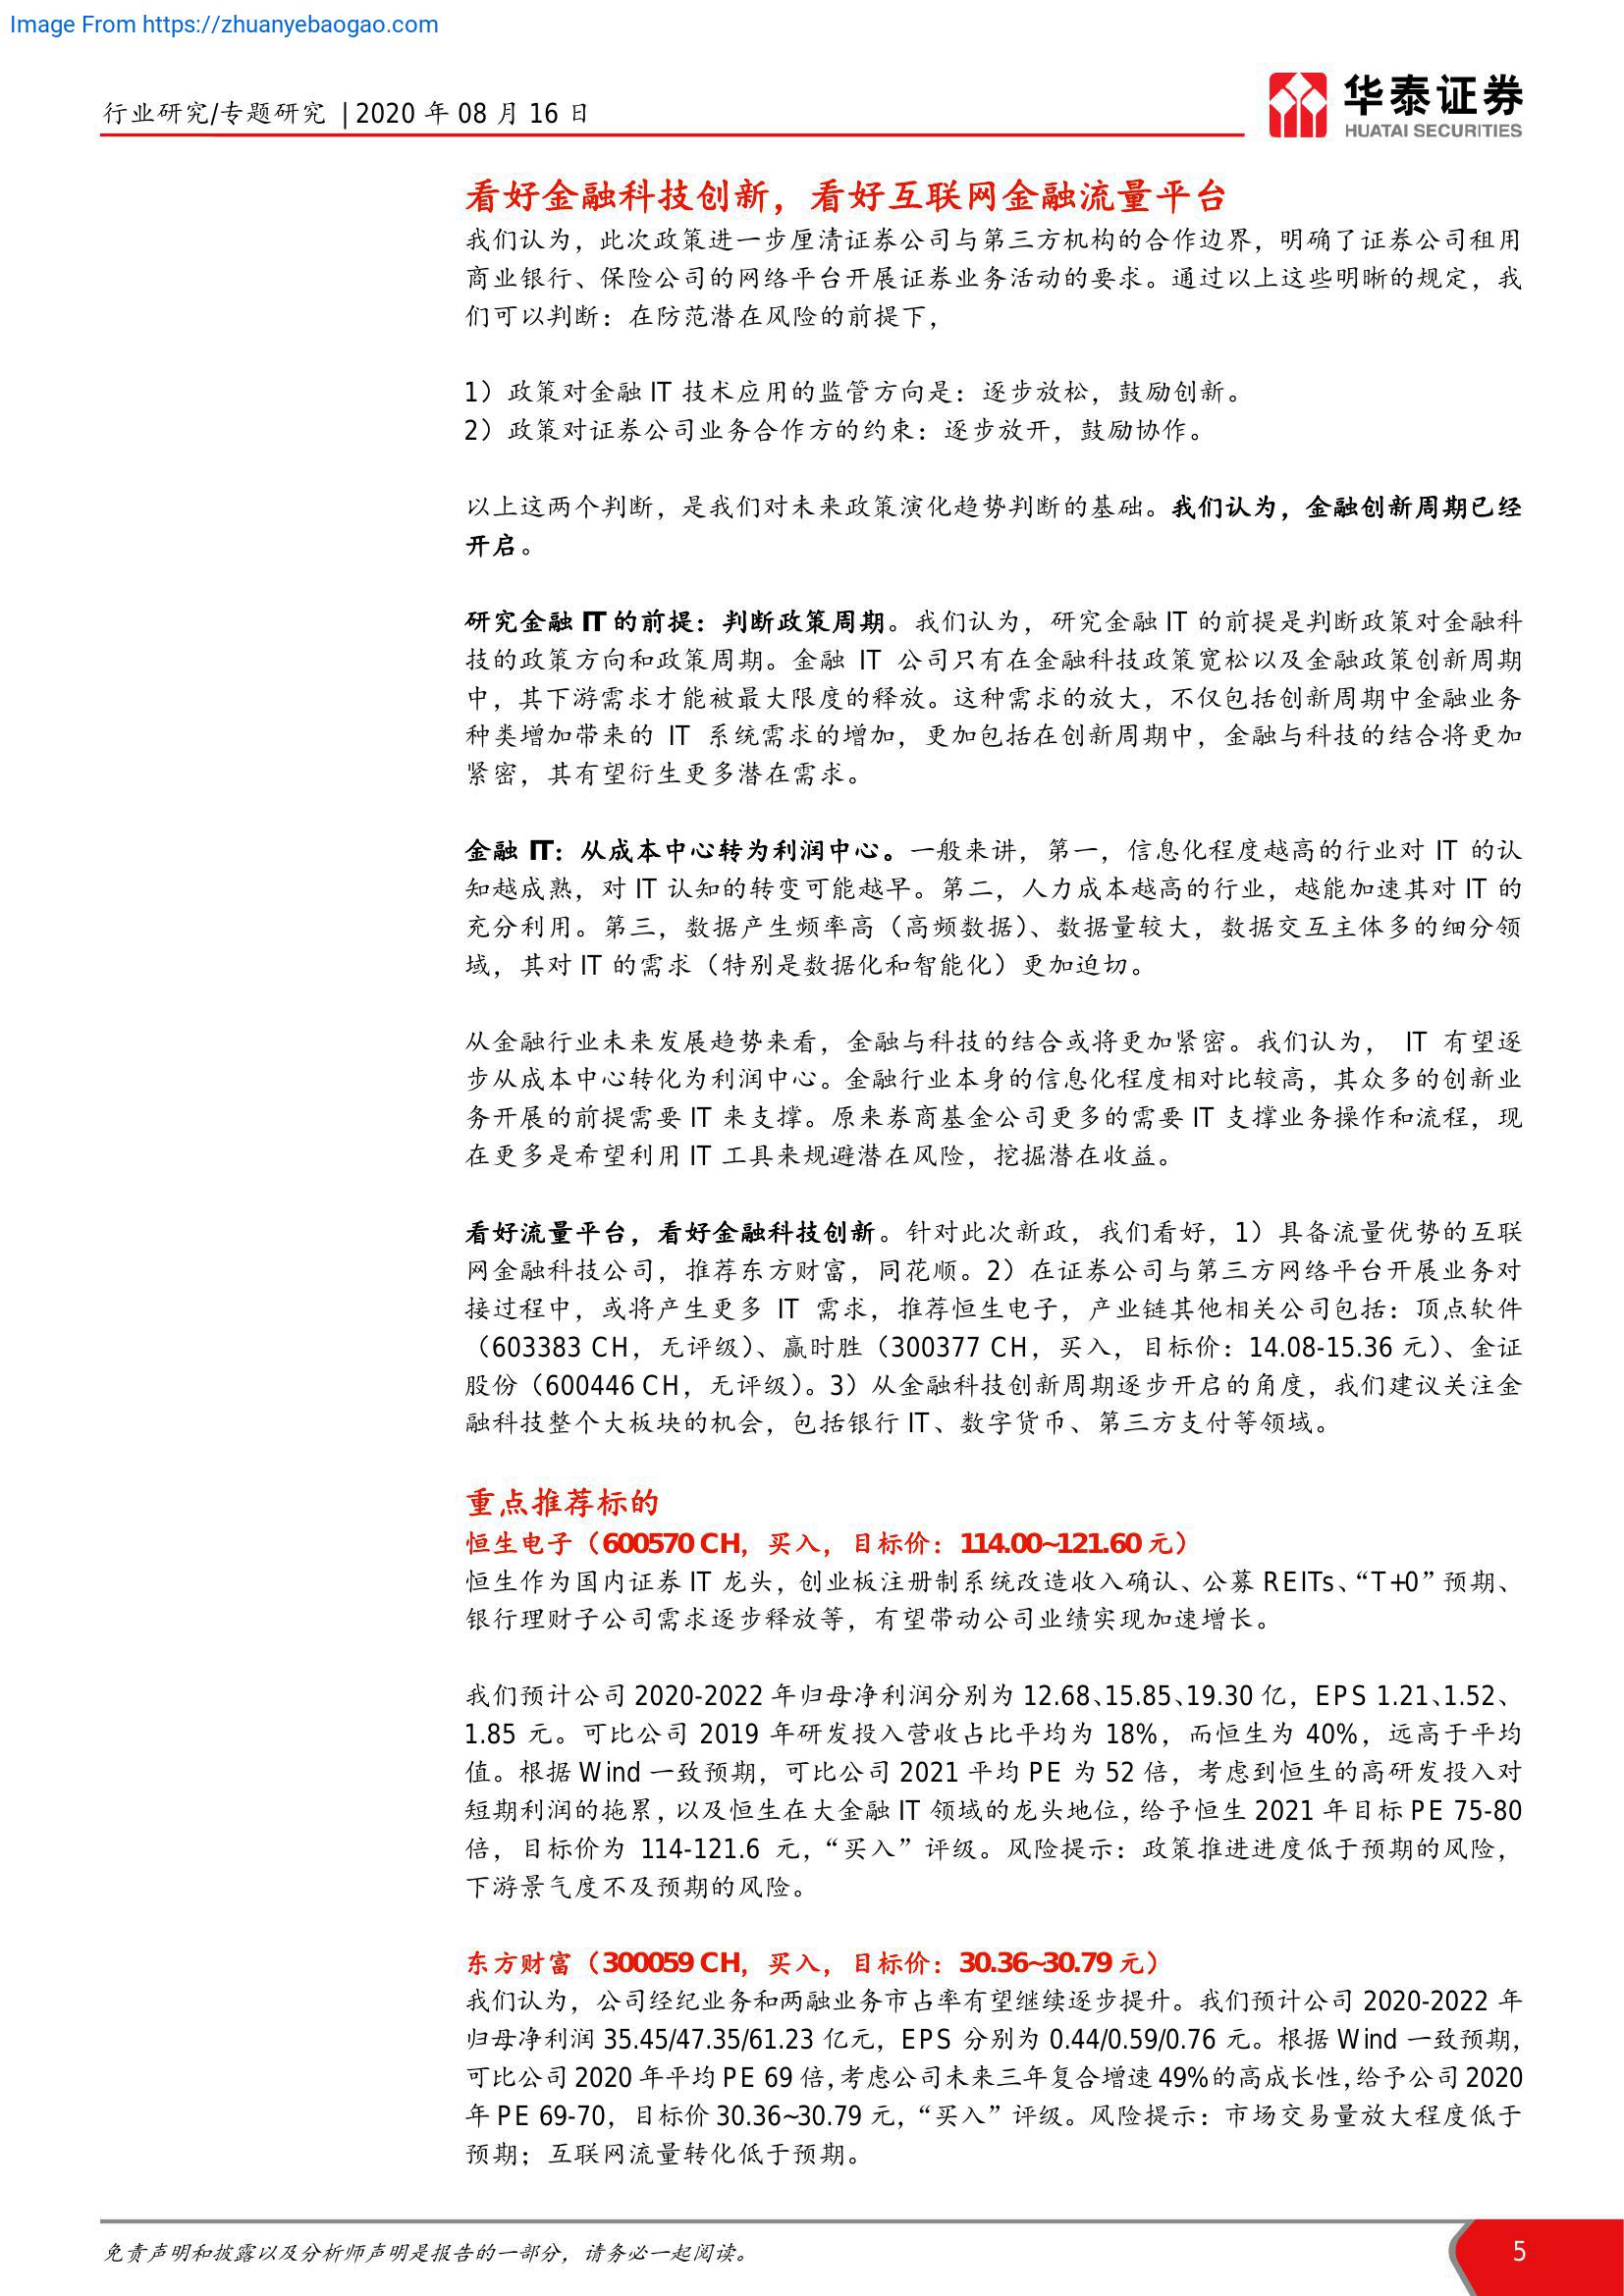 Image From https://zhuanyebaogao.com
行业研究/专题研究 | 2020 年 08 月 16 日
华泰证券
HUATAI SECURITIES
看好金融科技创新，看好互联网金融流量平台
我们认为，此次政策进一步厘清证券公司与第三方机构的合作边界，明确了证券公司租用
商业银行、保险公司的网络平台开展证券业务活动的要求。通过以上这些明晰的规定，我
们可以判断：在防范潜在风险的前提下，
1）政策对金融 IT 技术应用的监管方向是：逐步放松，鼓励创新。
2）政策对证券公司业务合作方的约束：逐步放开，鼓励协作。
以上这两个判断，是我们对未来政策演化趋势判断的基础。我们认为，金融创新周期已经
开启。
研究金融 IT 的前提：判断政策周期。我们认为，研究金融 IT 的前提是判断政策对金融科
技的政策方向和政策周期。金融 IT 公司只有在金融科技政策宽松以及金融政策创新周期
中，其下游需求才能被最大限度的释放。这种需求的放大，不仅包括创新周期中金融业务
种类增加带来的 IT 系统需求的增加，更加包括在创新周期中，金融与科技的结合将更加
紧密，其有望衍生更多潜在需求。
金融 IT：从成本中心转为利润中心。一般来讲，第一，信息化程度越高的行业对 IT 的认
知越成熟，对 IT 认知的转变可能越早。第二，人力成本越高的行业，越能加速其对 IT 的
充分利用。第三，数据产生频率高（高频数据）、数据量较大，数据交互主体多的细分领
域，其对 IT 的需求（特别是数据化和智能化）更加迫切。
从金融行业未来发展趋势来看，金融与科技的结合或将更加紧密。我们认为， IT 有望逐
步从成本中心转化为利润中心。金融行业本身的信息化程度相对比较高，其众多的创新业
务开展的前提需要 IT 来支撑。原来券商基金公司更多的需要 IT 支撑业务操作和流程，现
在更多是希望利用 IT 工具来规避潜在风险，挖掘潜在收益。
看好流量平台，看好金融科技创新。针对此次新政，我们看好，1）具备流量优势的互联
网金融科技公司，推荐东方财富，同花顺。2）在证券公司与第三方网络平台开展业务对
接过程中，或将产生更多 IT 需求，推荐恒生电子，产业链其他相关公司包括：顶点软件
（603383 CH，无评级）、赢时胜（300377 CH，买入，目标价：14.08-15.36 元）、金证
股份（600446 CH，无评级）。3）从金融科技创新周期逐步开启的角度，我们建议关注金
融科技整个大板块的机会，包括银行 IT、数字货币、第三方支付等领域。
重点推荐标的
恒生电子（600570 CH，买入，目标价：114.00~121.60 元）
恒生作为国内证券 IT 龙头，创业板注册制系统改造收入确认、公募 REITs、“T+0”预期、
银行理财子公司需求逐步释放等，有望带动公司业绩实现加速增长。
我们预计公司 2020-2022 年归母净利润分别为 12.68、15.85、19.30 亿，EPS 1.21、1.52、
1.85 元。可比公司 2019 年研发投入营收占比平均为 18%，而恒生为 40%，远高于平均
值。根据 Wind 一致预期，可比公司 2021 平均 PE 为 52 倍，考虑到恒生的高研发投入对
短期利润的拖累，以及恒生在大金融 IT 领域的龙头地位，给予恒生 2021 年目标 PE 75-80
倍，目标价为 114-121.6 元，“买入”评级。风险提示：政策推进进度低于预期的风险，
下游景气度不及预期的风险。
东方财富（300059 CH，买入，目标价：30.36~30.79 元）
我们认为，公司经纪业务和两融业务市占率有望继续逐步提升。我们预计公司 2020-2022 年
归母净利润 35.45/47.35/61.23 亿元，EPS 分别为 0.44/0.59/0.76 元。根据 Wind 一致预期，
可比公司 2020 年平均 PE 69 倍，考虑公司未来三年复合增速 49%的高成长性，给予公司 2020
年 PE 69-70，目标价 30.36~30.79 元，“买入”评级。风险提示：市场交易量放大程度低于
预期；互联网流量转化低于预期。
免责声明和披露以及分析师声明是报告的一部分，请务必一起阅读。
5